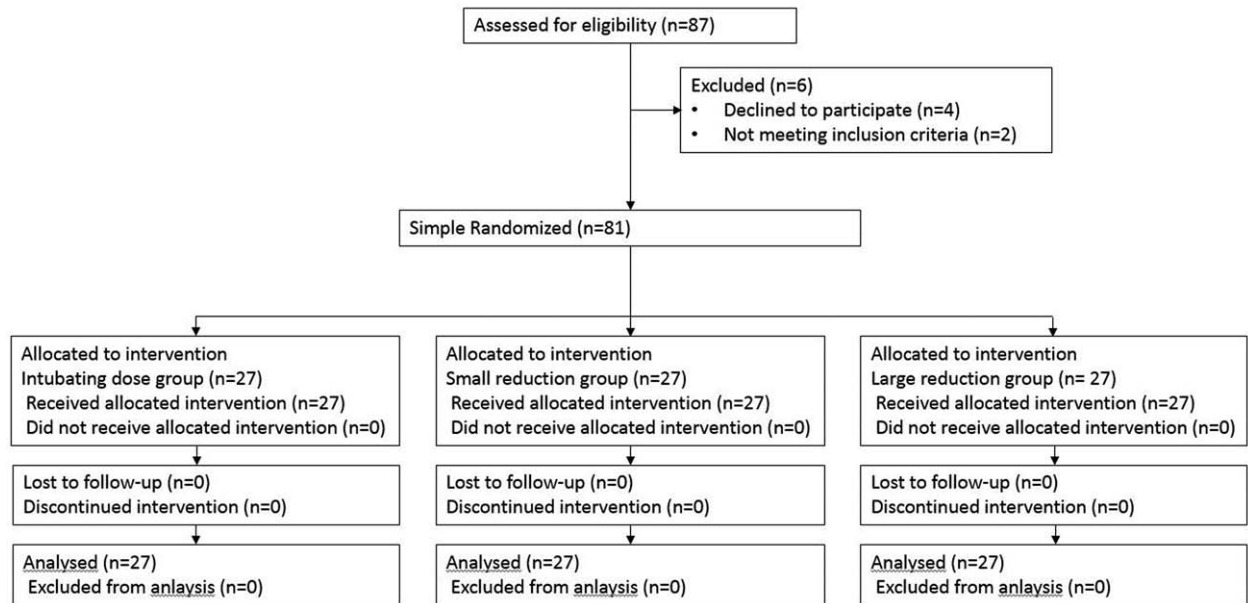 Assessed for eligibility (n=87)
Excluded (n=6)
• Declined to participate (n=4)
• Not meeting inclusion criteria (n=2)
Simple Randomized (n=81)
Allocated to intervention
Intubating dose group (n=27)
Received allocated intervention (n=27)
Did not receive allocated intervention (n=0)
Allocated to intervention
Small reduction group (n=27)
Received allocated intervention (n=27)
Did not receive allocated intervention (n=0)
Allocated to intervention
Large reduction group (n= 27)
Received allocated intervention (n=27)
Did not receive allocated intervention (n=0)
Lost to follow-up (n=0)
Discontinued intervention (n=0)
Lost to follow-up (n=0)
Discontinued intervention (n=0)
Lost to follow-up (n=0)
Discontinued intervention (n=0)
Analysed (n=27)
Excluded from anlaysis (n=0)
Analysed (n=27)
Excluded from anlaysis (n=0)
Analysed (n=27)
Excluded from anlaysis (n=0)